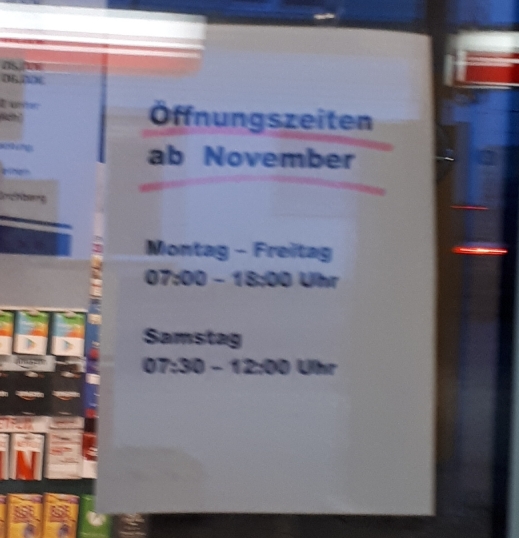 Öffnungszeiten
ab November
Montag – Freitag
07:00 – 18:00 Uhr
Samstag
07:30 – 12:00 Uhr